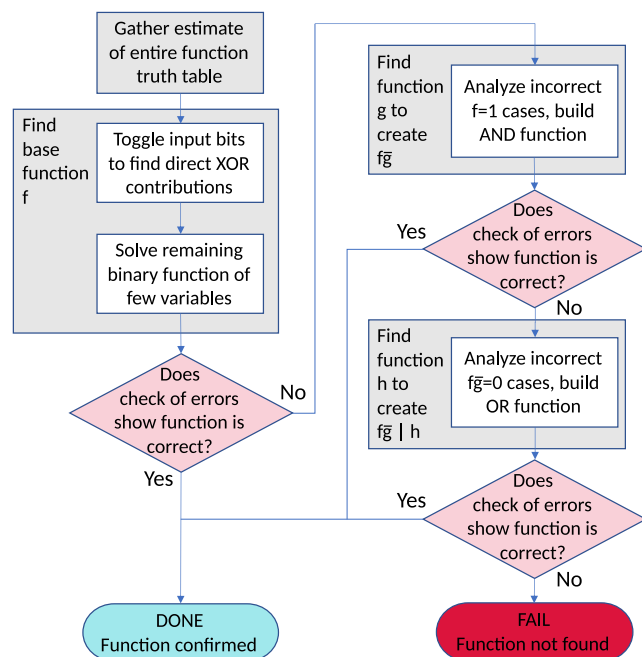 Gather estimate
of entire function
truth table
Find
base
function
f
Toggle input bits
to find direct XOR
contributions
Solve remaining
binary function of
few variables
Does
check of errors
show function is
correct?
No
Yes
Find
function
g to
create
fg̅
Analyze incorrect
f=1 cases, build
AND function
Does
check of errors
show function is
correct?
Yes
No
Find
function
h to
create
fg̅ | h
Analyze incorrect
fg̅=0 cases, build
OR function
Does
check of errors
show function is
correct?
Yes
No
DONE
Function confirmed
FAIL
Function not found